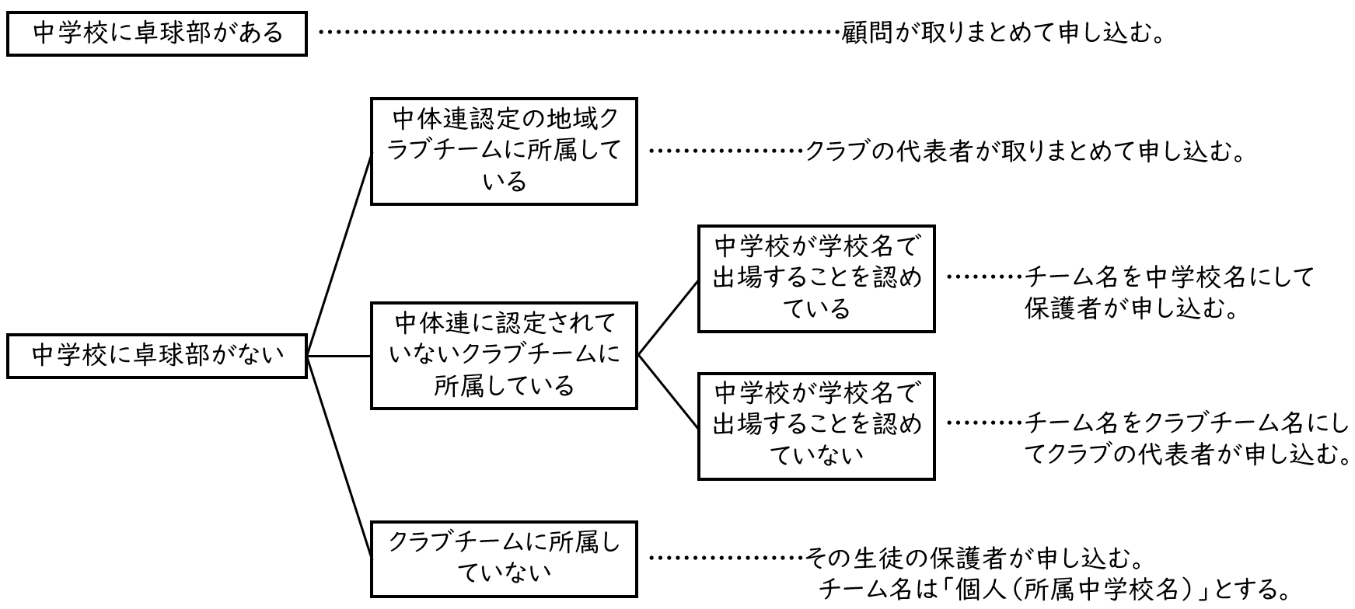 中学校に卓球部がある
…………………………………………………顧問が取りまとめて申し込む。
中学校に卓球部がない
中体連認定の地域ク
ラブチームに所属して
いる
………………クラブの代表者が取りまとめて申し込む。
中体連に認定されて
いないクラブチームに
所属している
中学校が学校名で
出場することを認め
ている
………チーム名を中学校名にして
保護者が申し込む。
中学校が学校名で
出場することを認め
ていない
………チーム名をクラブチーム名にし
てクラブの代表者が申し込む。
クラブチームに所属し
ていない
………………その生徒の保護者が申し込む。
チーム名は「個人（所属中学校名）」とする。